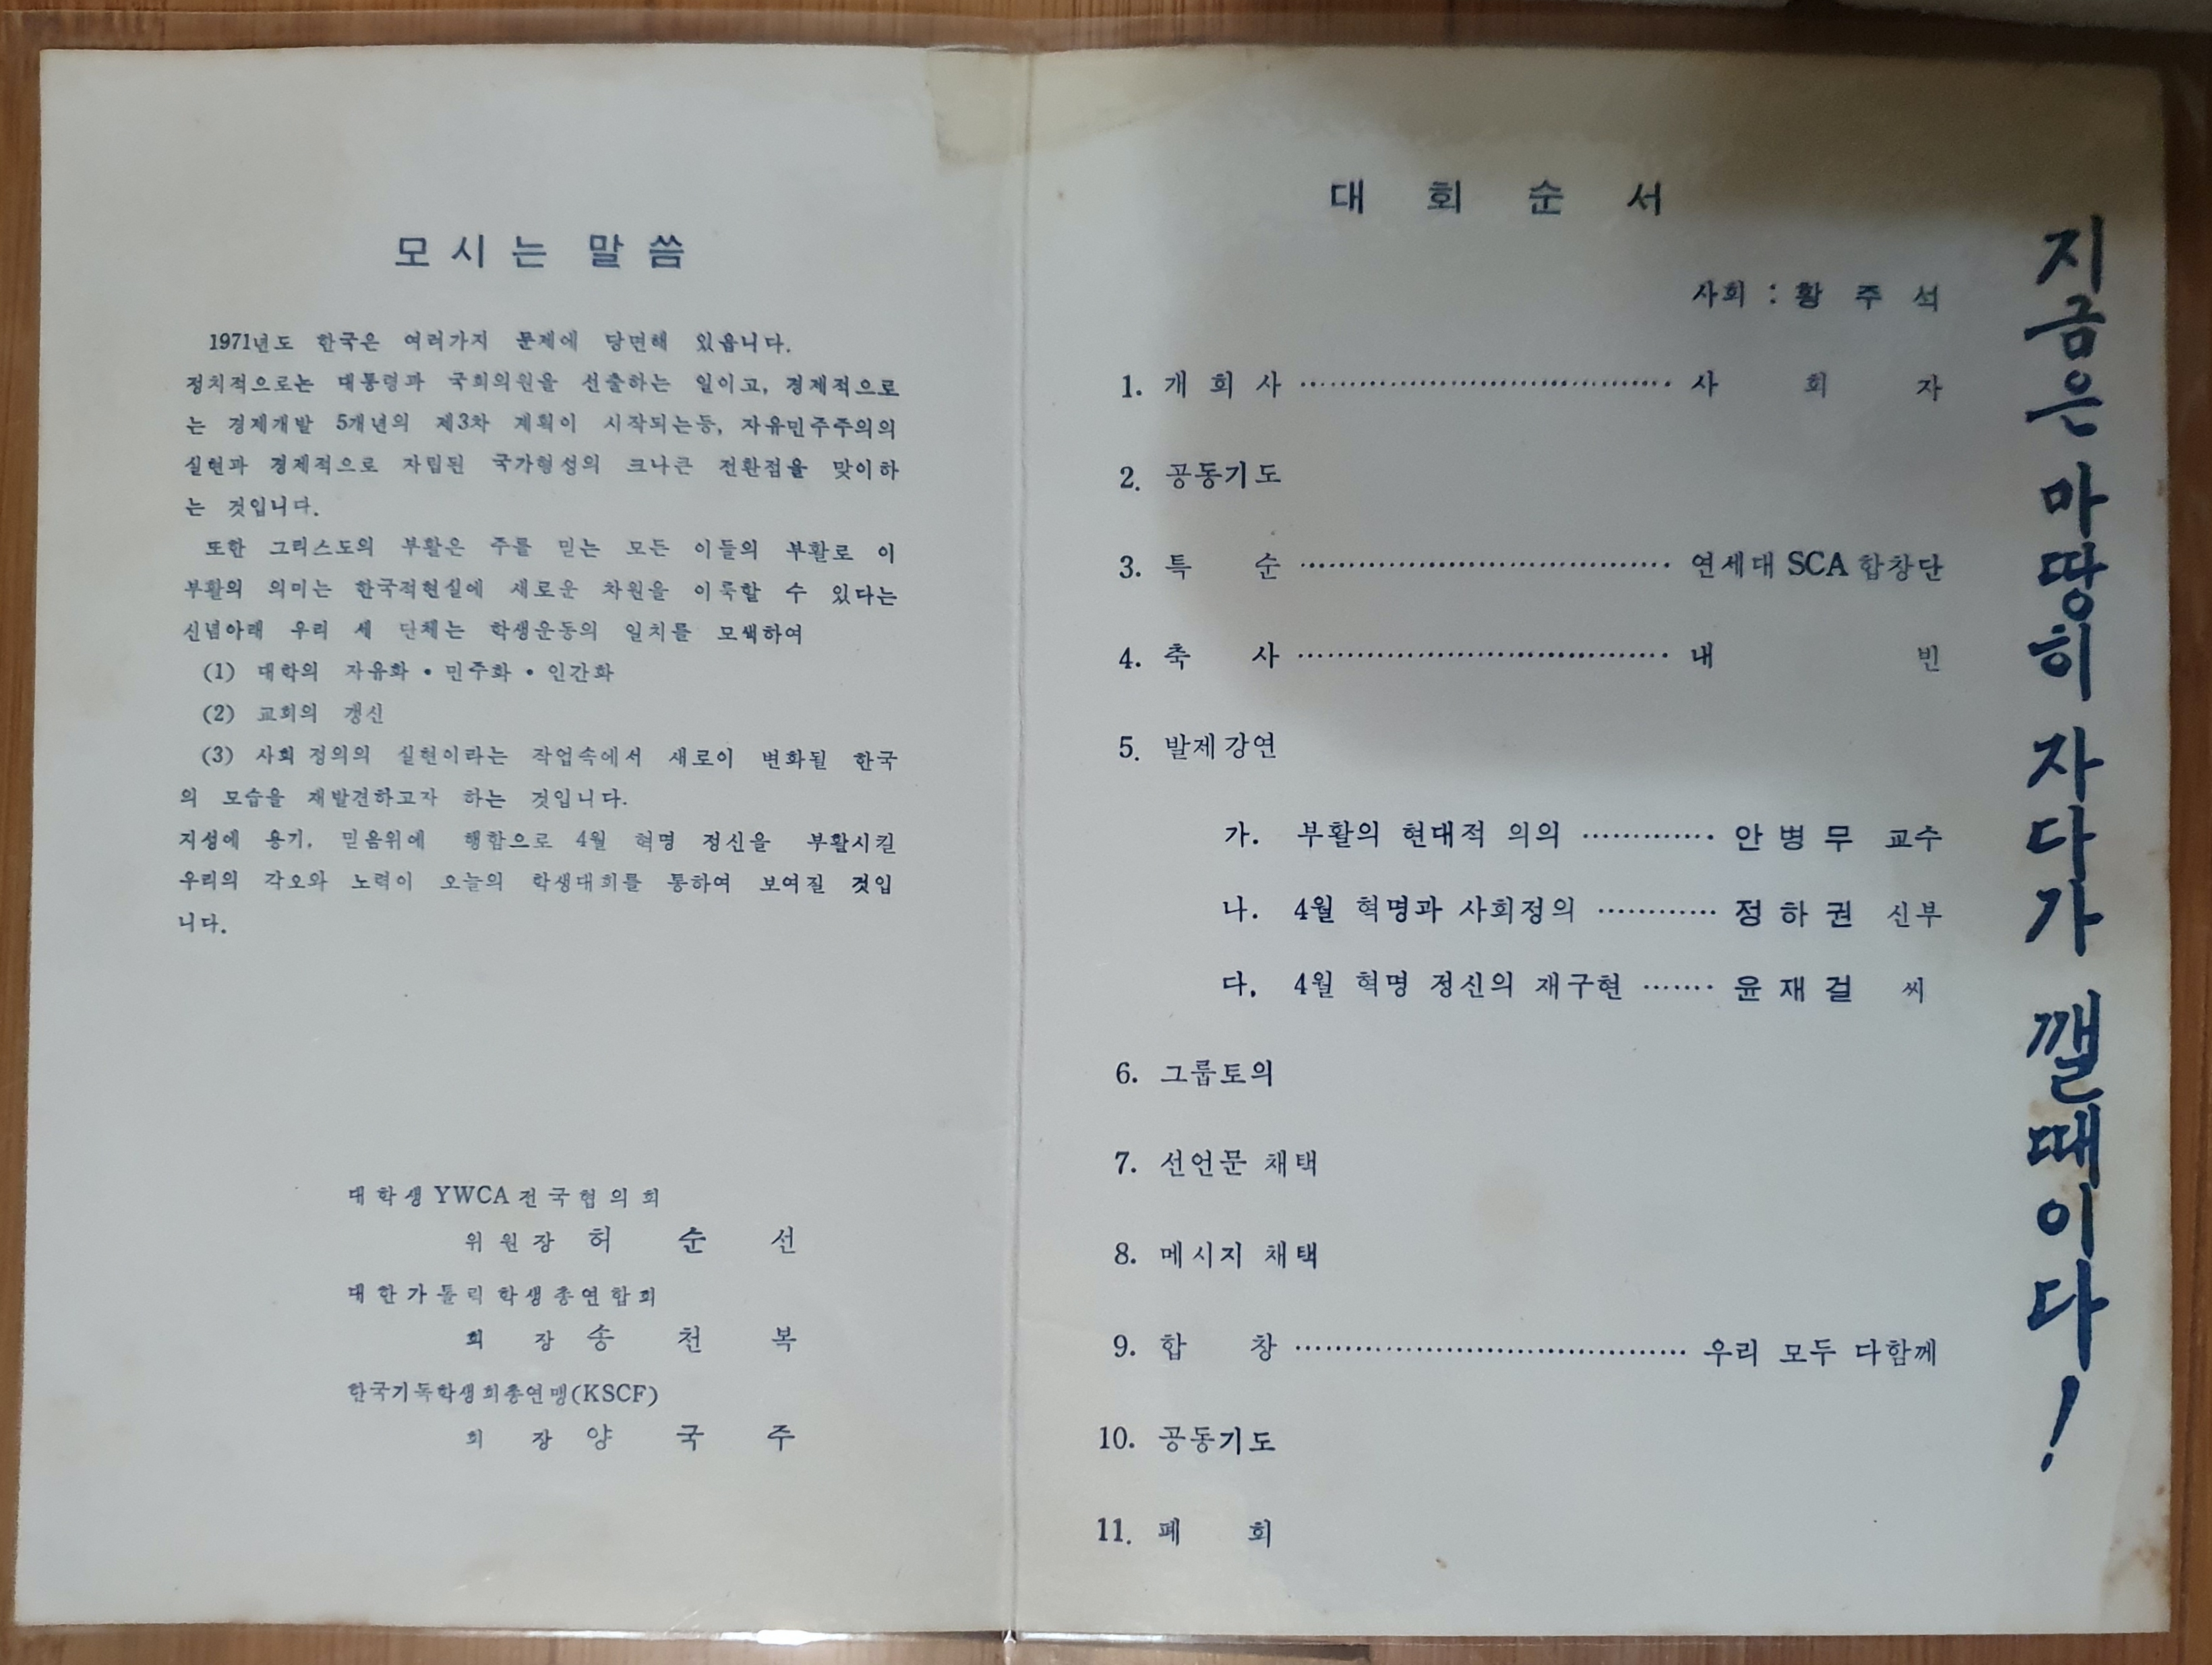 모시는 말씀
1971년도 한국은 여러가지 문제에 당면해 있읍니다.
정치적으로는 대통령과 국회의원을 선출하는 일이고, 경제적으로
는 경제개발 5개년의 제3차 계획이 시작되는등, 자유민주주의의
실현과 경제적으로 자립된 국가형성의 크나큰 전환점을 맞이하
는 것입니다.
또한 그리스도의 부활은 주를 믿는 모든 이들의 부활로 이
부활의 의미는 한국적현실에 새로운 차원을 이룩할 수 있다는
신념아래 우리 세 단체는 학생운동의 일치를 모색하여
(1) 대학의 자유화 • 민주화 • 인간화
(2) 교회의 갱신
(3) 사회 정의의 실현이라는 작업속에서 새로이 변화될 한국
의 모습을 재발견하고자 하는 것입니다.
지성에 용기, 믿음위에 행함으로 4월 혁명 정신을 부활시킬
우리의 각오와 노력이 오늘의 학생대회를 통하여 보여질 것입
니다.
대학생 YWCA 전국협의회
위원장 허순선
대한가톨릭학생총연합회
회장 송천복
한국기독학생회총연맹(KSCF)
회장 양국주
대회순서
사회 : 황주석
1. 개회사 ······························ 사회자
2. 공동기도
3. 특순 ······························ 연세대 SCA 합창단
4. 축사 ······························ 내빈
5. 발제강연
가. 부활의 현대적 의의 ············· 안병무 교수
나. 4월 혁명과 사회정의 ············ 정하권 신부
다. 4월 혁명 정신의 재구현 ······· 윤재걸 씨
6. 그룹토의
7. 선언문 채택
8. 메시지 채택
9. 합창 ······························ 우리 모두 다함께
10. 공동기도
11. 폐회
지금은 마땅히 자다가 깰때이다!